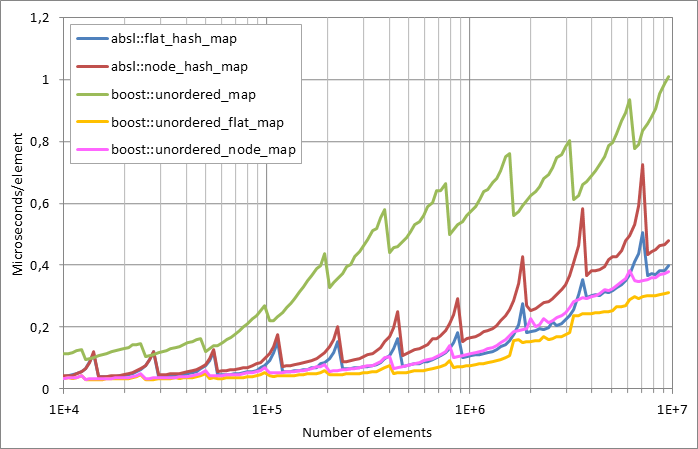 1,2
1
0,8
0,6
0,4
0,2
0
Microseconds/element
absl::flat_hash_map
absl::node_hash_map
boost::unordered_map
boost::unordered_flat_map
boost::unordered_node_map
1E+4
1E+5
1E+6
1E+7
Number of elements